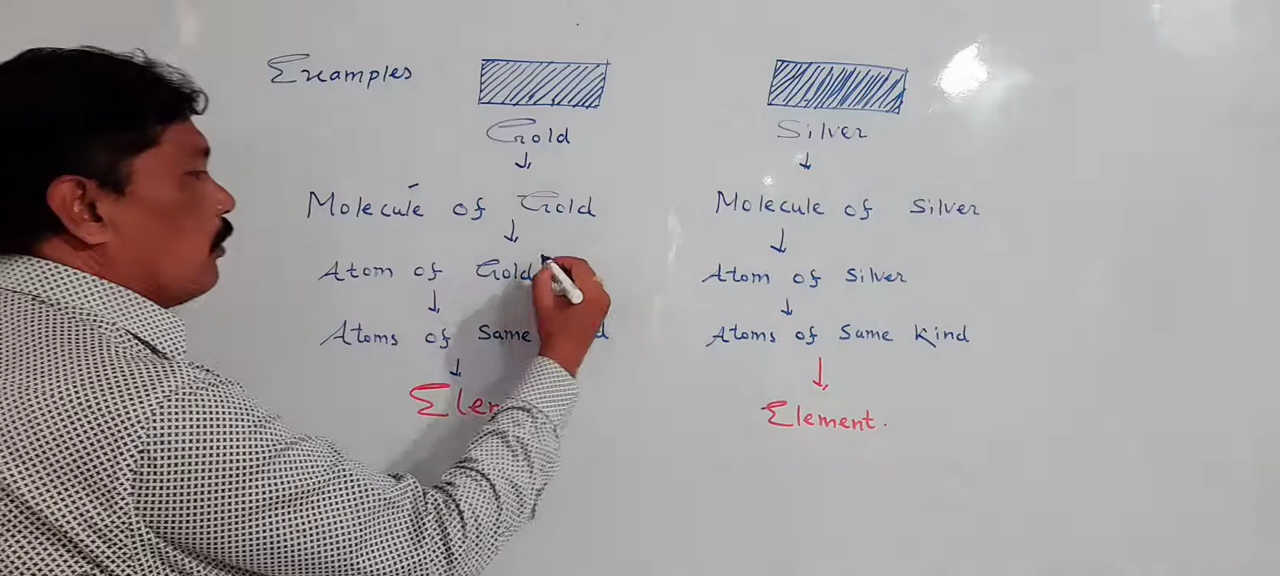 Examples
Gold Silver
Molecule of Gold Molecule of Silver
Atom of Gold Atom of Silver
Atoms of Same Atoms of Same Kind
Element.